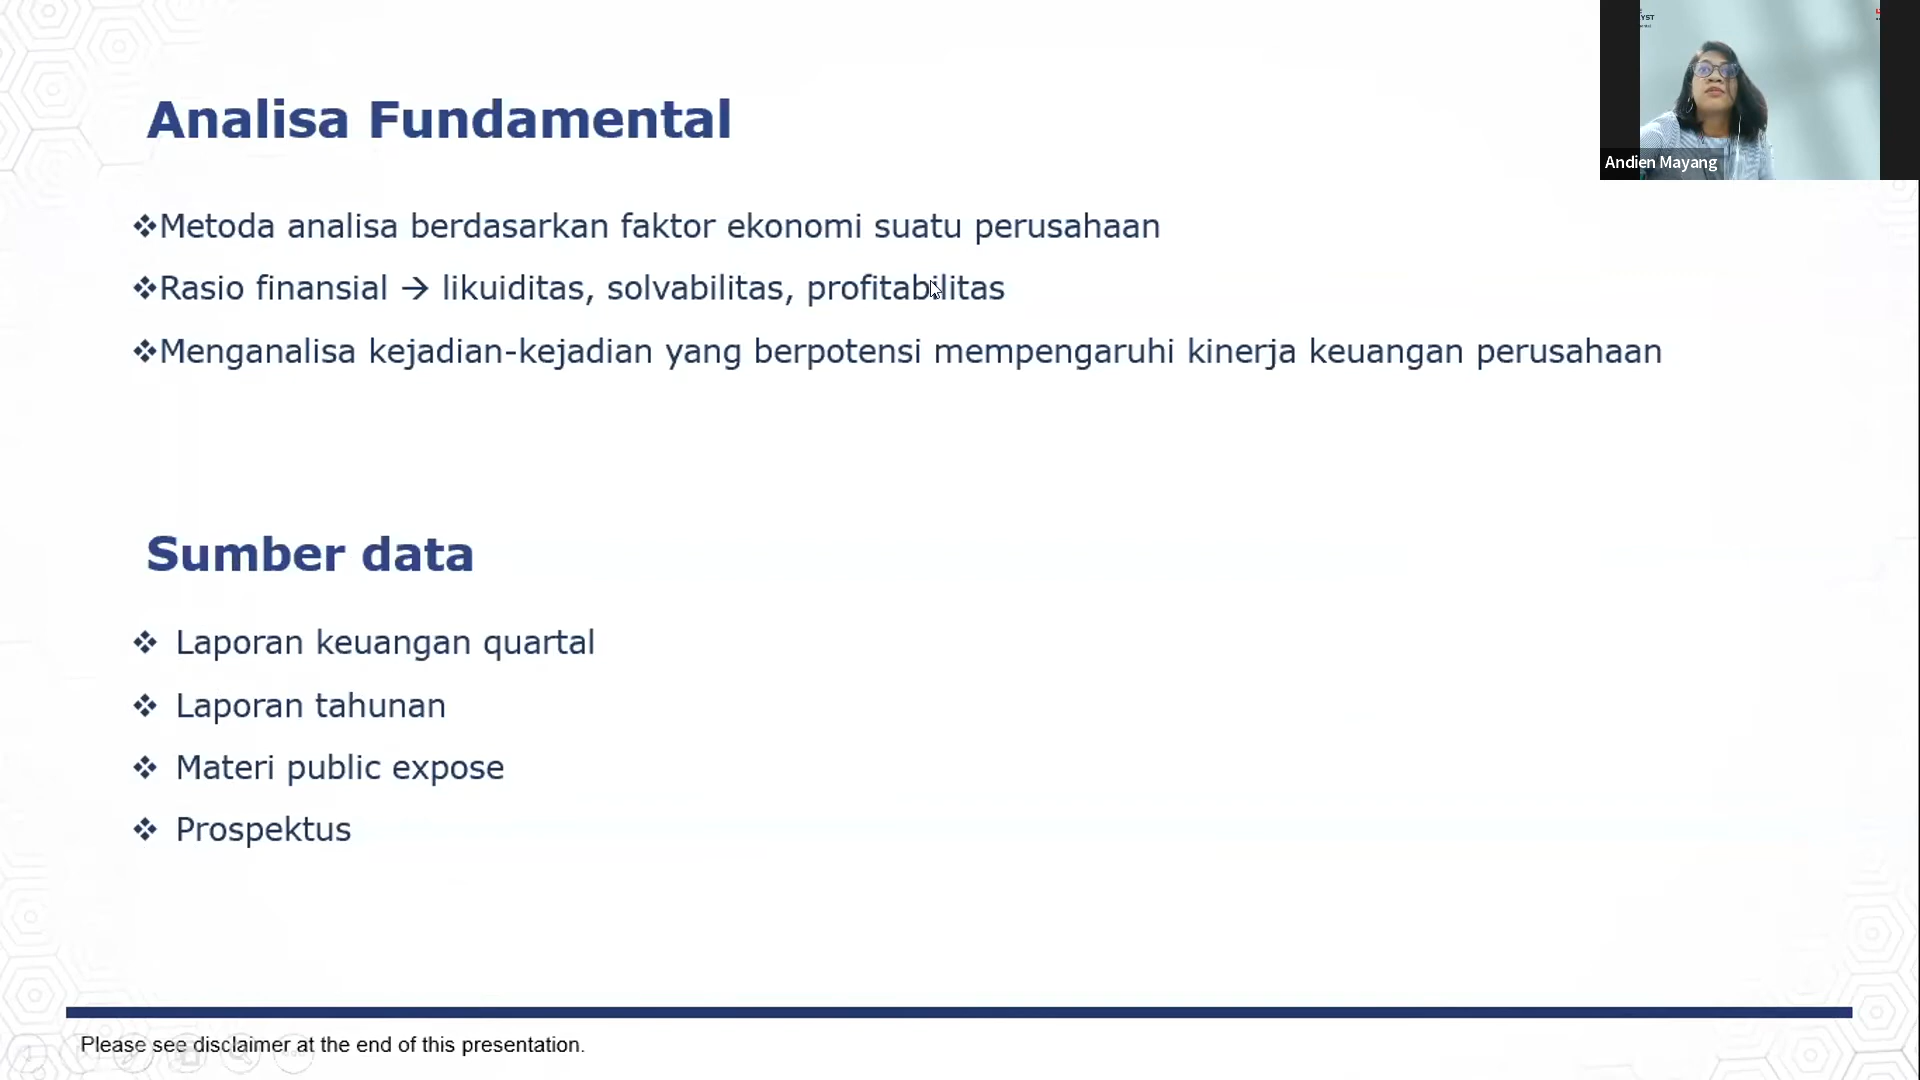 Analisa Fundamental
❖Metoda analisa berdasarkan faktor ekonomi suatu perusahaan
❖Rasio finansial → likuiditas, solvabilitas, profitabilitas
❖Menganalisa kejadian-kejadian yang berpotensi mempengaruhi kinerja keuangan perusahaan
Sumber data
❖ Laporan keuangan quartal
❖ Laporan tahunan
❖ Materi public expose
❖ Prospektus
Please see disclaimer at the end of this presentation.
Andien Mayang